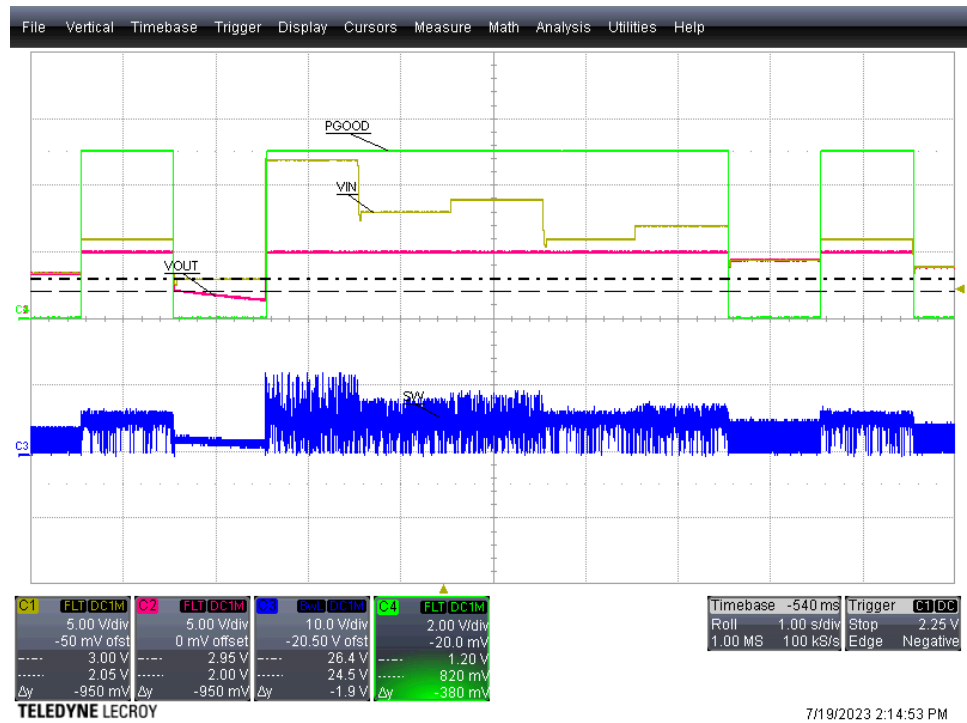 File Vertical Timebase Trigger Display Cursors Measure Math Analysis Utilities Help
PGOOD
VIN
VOUT
SW
C3
C1 FLT DC1M
5.00 V/div
-50 mV ofst
3.00 V
2.05 V
Δy -950 mV
C2 FLT DC1M
5.00 V/div
0 mV offset
2.95 V
2.00 V
Δy -950 mV
C3 BwL DC1M
10.0 V/div
-20.50 V ofst
26.4 V
24.5 V
Δy -1.9 V
C4 FLT DC1M
2.00 V/div
-20.0 mV
1.20 V
820 mV
Δy -380 mV
Timebase -540 ms
Roll 1.00 s/div
1.00 MS 100 kS/s
Trigger C1 DC
Stop 2.25 V
Edge Negative
TELEDYNE LECROY
7/19/2023 2:14:53 PM